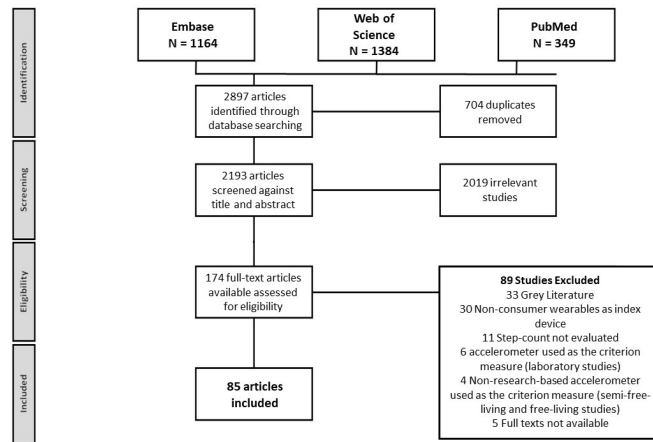 Identification
Embase
N = 1164
Web of
Science
N = 1384
PubMed
N = 349
2897 articles
identified through
database searching
704 duplicates
removed
Screening
2193 articles
screened against
title and abstract
2019 irrelevant
studies
Eligibility
174 full-text articles
available assessed
for eligibility
89 Studies Excluded
33 Grey Literature
30 Non-consumer wearables as index
device
11 Step-count not evaluated
6 accelerometer used as the criterion
measure (laboratory studies)
4 Non-research-based accelerometer
used as the criterion measure (semi-free-
living and free-living studies)
5 Full texts not available
Included
85 articles
included